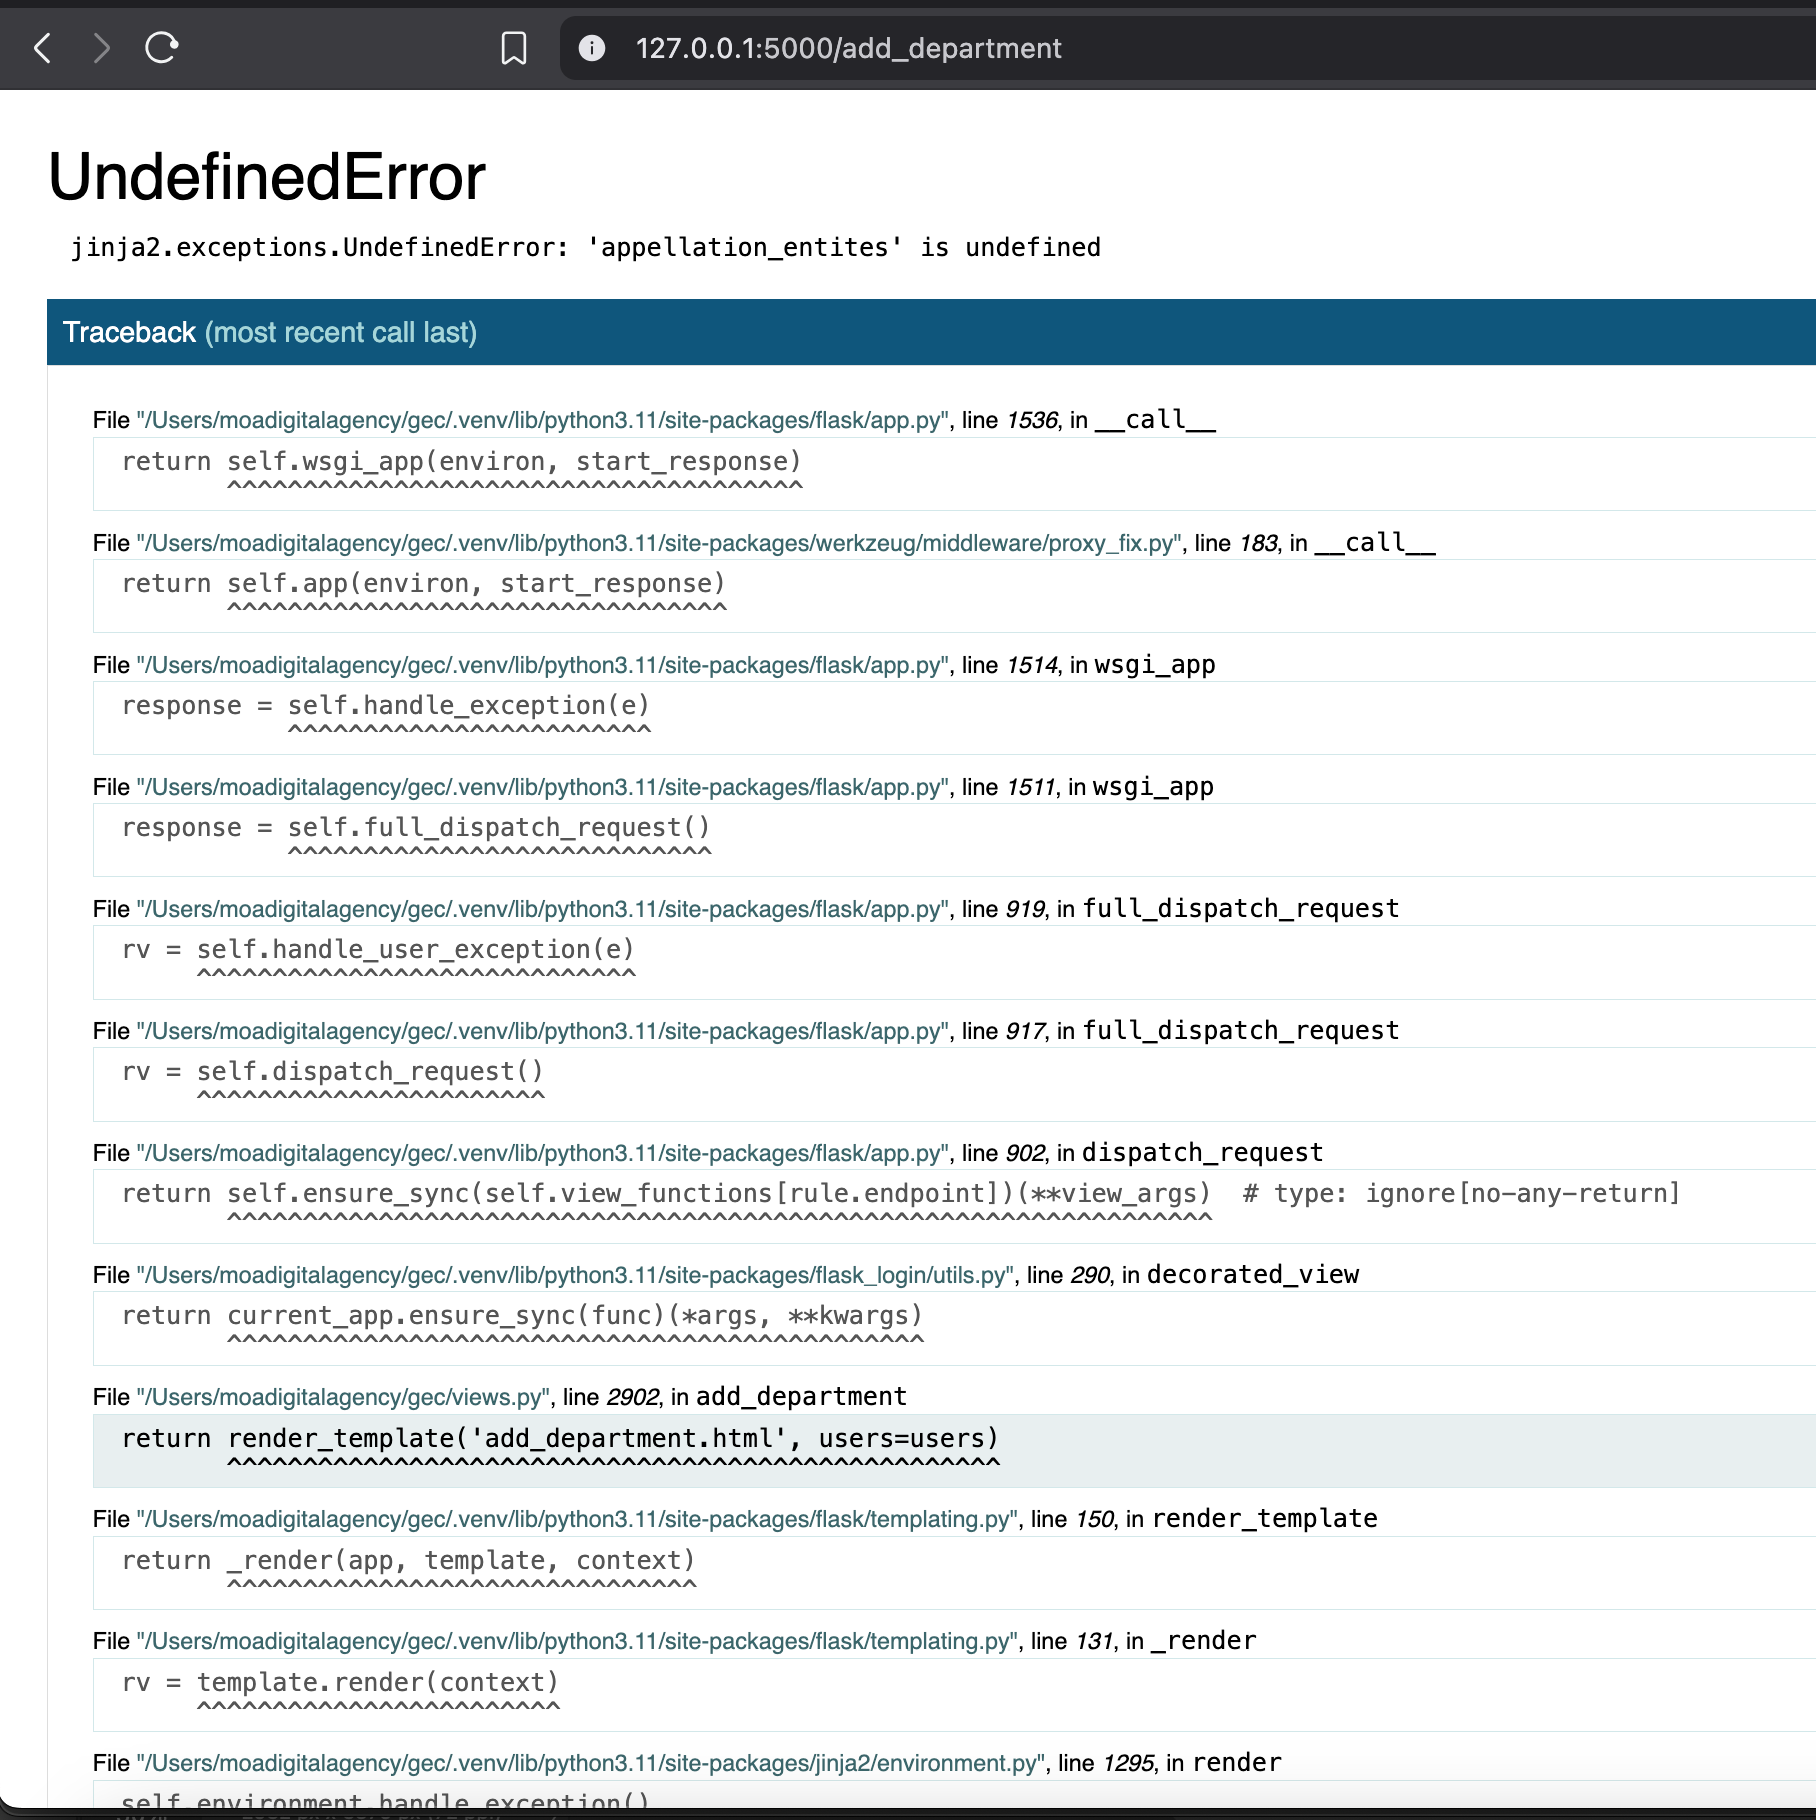 127.0.0.1:5000/add_department
UndefinedError
jinja2.exceptions.UndefinedError: 'appellation_entites' is undefined
Traceback (most recent call last)
File "/Users/moadigitalagency/gec/.venv/lib/python3.11/site-packages/flask/app.py", line 1536, in __call__
return self.wsgi_app(environ, start_response)
^^^^^^^^^^^^^^^^^^^^^^^^^^^^^^^^^^^^^^
File "/Users/moadigitalagency/gec/.venv/lib/python3.11/site-packages/werkzeug/middleware/proxy_fix.py", line 183, in __call__
return self.app(environ, start_response)
^^^^^^^^^^^^^^^^^^^^^^^^^^^^^^^^^
File "/Users/moadigitalagency/gec/.venv/lib/python3.11/site-packages/flask/app.py", line 1514, in wsgi_app
response = self.handle_exception(e)
^^^^^^^^^^^^^^^^^^^^^^^^
File "/Users/moadigitalagency/gec/.venv/lib/python3.11/site-packages/flask/app.py", line 1511, in wsgi_app
response = self.full_dispatch_request()
^^^^^^^^^^^^^^^^^^^^^^^^^^^^
File "/Users/moadigitalagency/gec/.venv/lib/python3.11/site-packages/flask/app.py", line 919, in full_dispatch_request
rv = self.handle_user_exception(e)
^^^^^^^^^^^^^^^^^^^^^^^^^^^^^
File "/Users/moadigitalagency/gec/.venv/lib/python3.11/site-packages/flask/app.py", line 917, in full_dispatch_request
rv = self.dispatch_request()
^^^^^^^^^^^^^^^^^^^^^^^
File "/Users/moadigitalagency/gec/.venv/lib/python3.11/site-packages/flask/app.py", line 902, in dispatch_request
return self.ensure_sync(self.view_functions[rule.endpoint])(**view_args)  # type: ignore[no-any-return]
^^^^^^^^^^^^^^^^^^^^^^^^^^^^^^^^^^^^^^^^^^^^^^^^^^^^^^^^^^^^^^^^^
File "/Users/moadigitalagency/gec/.venv/lib/python3.11/site-packages/flask_login/utils.py", line 290, in decorated_view
return current_app.ensure_sync(func)(*args, **kwargs)
^^^^^^^^^^^^^^^^^^^^^^^^^^^^^^^^^^^^^^^^^^^^^^
File "/Users/moadigitalagency/gec/views.py", line 2902, in add_department
return render_template('add_department.html', users=users)
^^^^^^^^^^^^^^^^^^^^^^^^^^^^^^^^^^^^^^^^^^^^^^^^^^^
File "/Users/moadigitalagency/gec/.venv/lib/python3.11/site-packages/flask/templating.py", line 150, in render_template
return _render(app, template, context)
^^^^^^^^^^^^^^^^^^^^^^^^^^^^^^^
File "/Users/moadigitalagency/gec/.venv/lib/python3.11/site-packages/flask/templating.py", line 131, in _render
rv = template.render(context)
^^^^^^^^^^^^^^^^^^^^^^^^
File "/Users/moadigitalagency/gec/.venv/lib/python3.11/site-packages/jinja2/environment.py", line 1295, in render
self.environment.handle_exception()